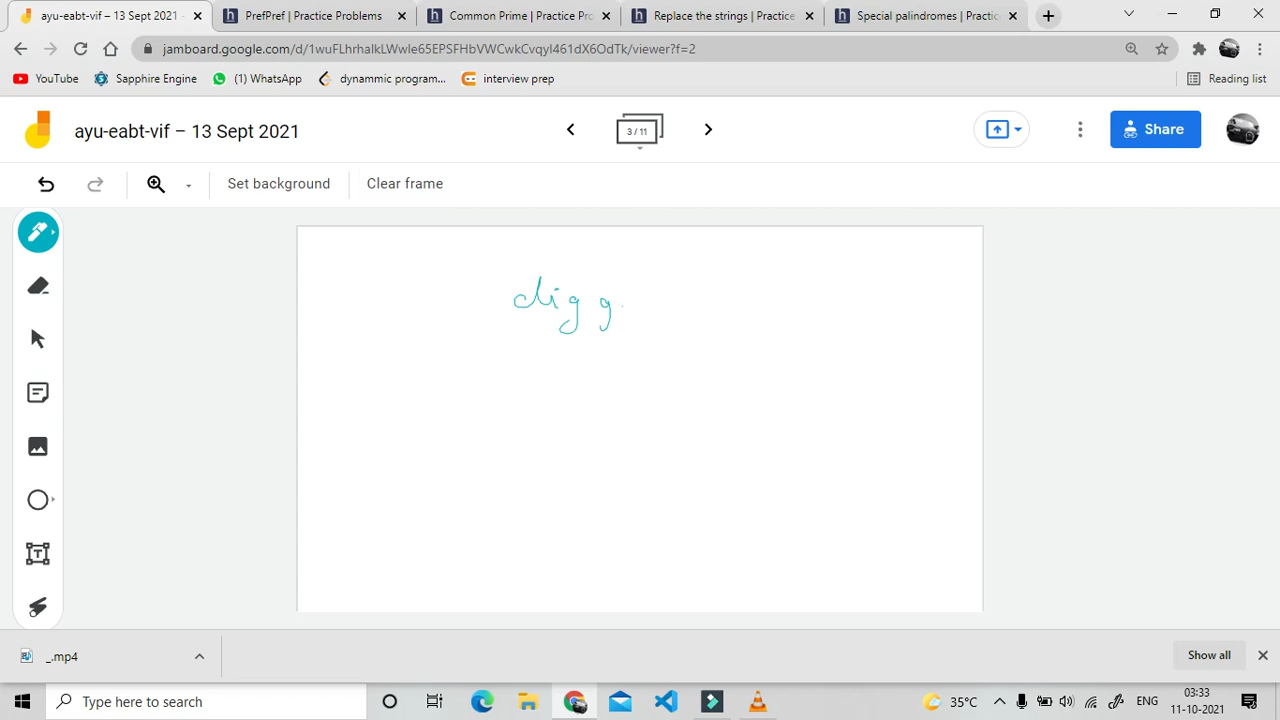 ayu-eabt-vif – 13 Sept 2021
PrefPref | Practice Problems
Common Prime | Practice Pro
Replace the strings | Practice
Special palindromes | Practic
jamboard.google.com/d/1wuFLhrhalkLWwle65EPSFHbVWCwkCvqyl461dX6OdTk/viewer?f=2
YouTube
Sapphire Engine
(1) WhatsApp
dynammic program...
interview prep
Reading list
ayu-eabt-vif – 13 Sept 2021
3 / 11
Share
Set background
Clear frame
dig g
_.mp4
Show all
Type here to search
35°C
ENG
03:33
11-10-2021